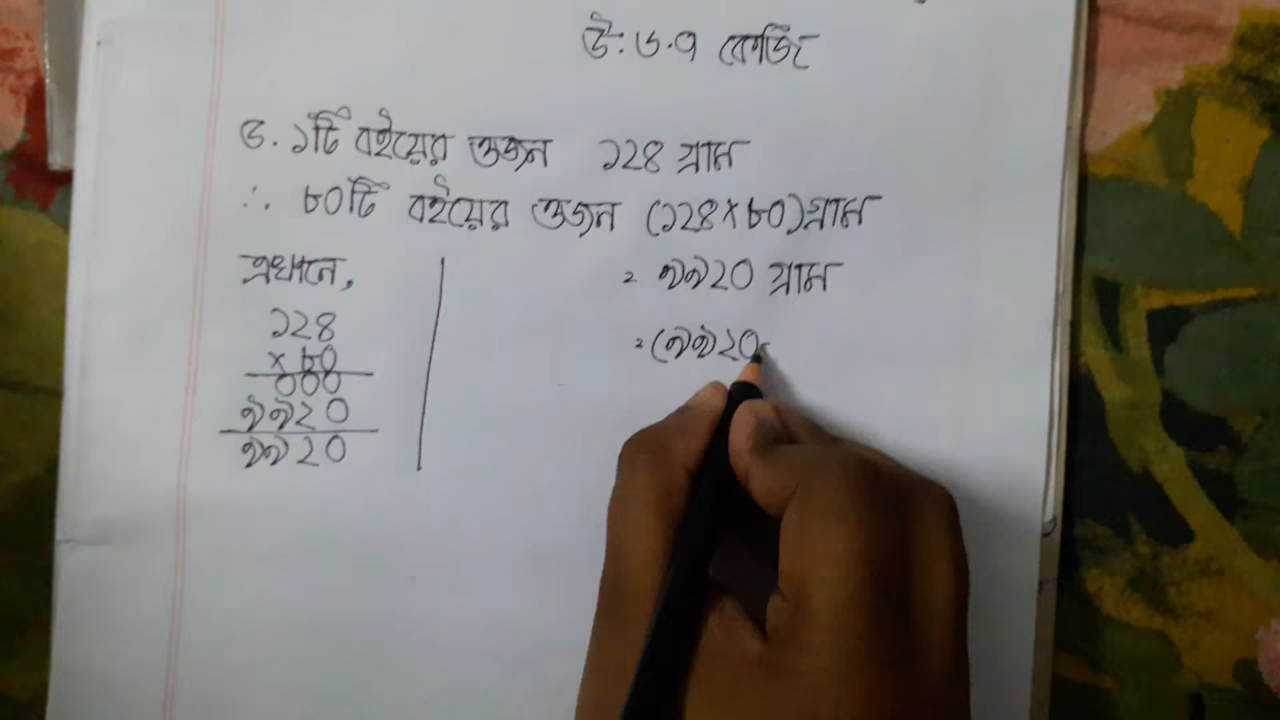 উ: ৬.৭ কেজি
৩. ১টি বইয়ের ওজন ১২৪ গ্রাম
∴ ৮০টি বইয়ের ওজন (১২৪×৮০) গ্রাম
এখানে,
১২৪
× ৮০
০০০
৯৯২০
৯৯২০
= ৯৯২০ গ্রাম
= (৯৯২০